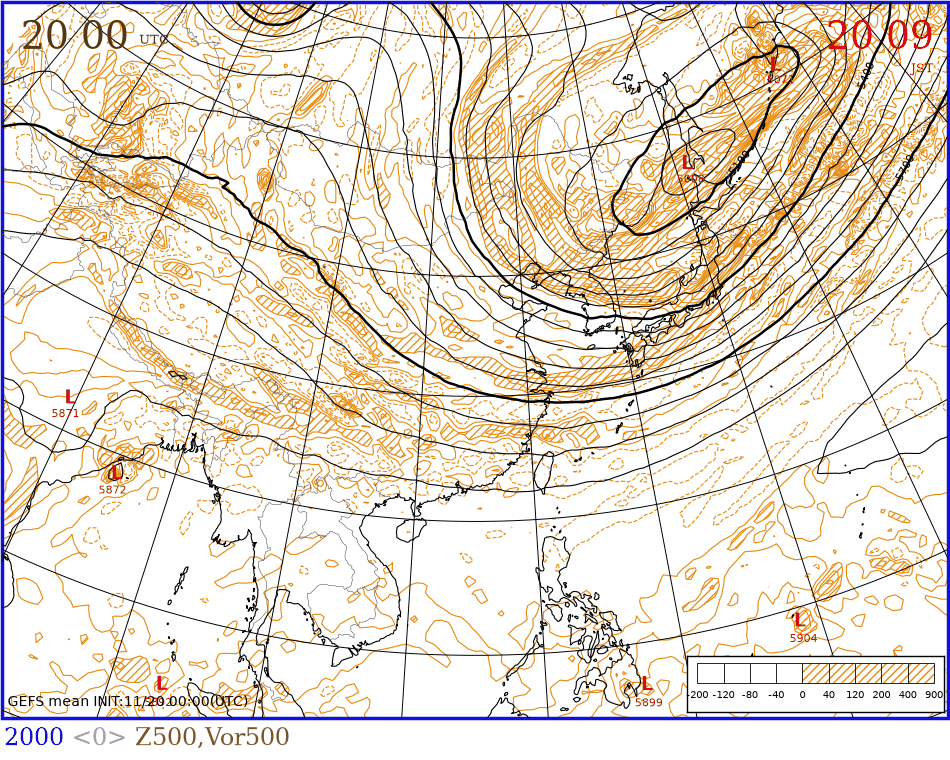 20 00 UTC
20 09
JST
5400
5700
L
L
L
5871
L
5872
L
5904
L
L
5899
GEFS mean INIT:11/20 00:00(UTC)
-200 -120 -80 -40 0 40 120 200 400 900
2000 <0> Z500,Vor500